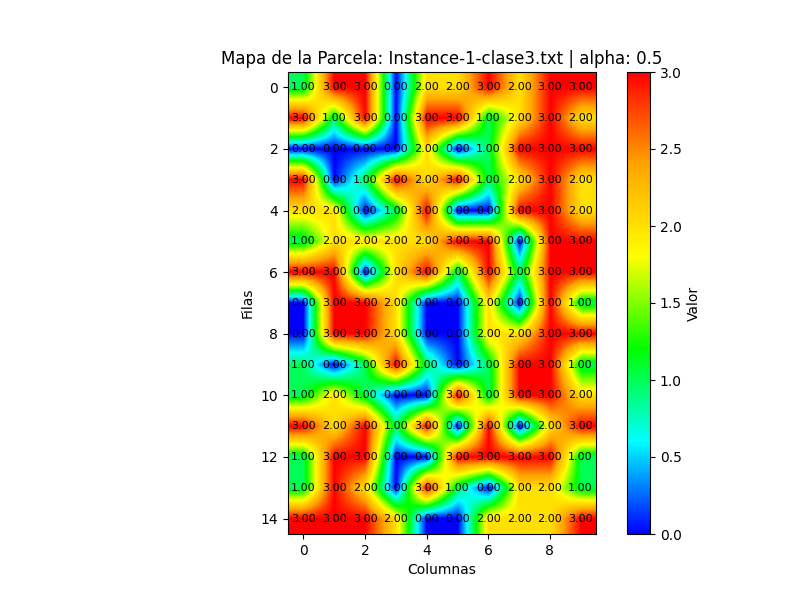 Mapa de la Parcela: Instance-1-clase3.txt | alpha: 0.5
0 1.00 3.00 3.00 0.00 2.00 2.00 3.00 2.00 3.00 3.00 3.0
3.00 1.00 3.00 0.00 3.00 3.00 1.00 2.00 3.00 2.00
2 0.00 0.00 0.00 0.00 2.00 0.00 1.00 3.00 3.00 3.00 2.5
3.00 0.00 1.00 3.00 2.00 3.00 1.00 2.00 3.00 2.00
4 2.00 2.00 0.00 1.00 3.00 0.00 0.00 3.00 3.00 2.00 2.0
1.00 2.00 2.00 2.00 2.00 3.00 3.00 0.00 3.00 3.00
6 3.00 3.00 0.00 2.00 3.00 1.00 3.00 1.00 3.00 3.00
Filas 0.00 3.00 3.00 2.00 0.00 0.00 2.00 0.00 3.00 1.00 1.5 Valor
8 0.00 3.00 3.00 2.00 0.00 0.00 2.00 2.00 3.00 3.00
1.00 0.00 1.00 3.00 1.00 0.00 1.00 3.00 3.00 1.00 1.0
10 1.00 2.00 1.00 0.00 0.00 3.00 1.00 3.00 3.00 2.00
3.00 2.00 3.00 1.00 3.00 0.00 3.00 0.00 2.00 3.00
12 1.00 3.00 3.00 0.00 0.00 3.00 3.00 3.00 3.00 1.00 0.5
1.00 3.00 2.00 0.00 3.00 1.00 0.00 2.00 2.00 1.00
14 3.00 3.00 3.00 2.00 0.00 0.00 2.00 2.00 2.00 3.00 0.0
0 2 4 6 8
Columnas